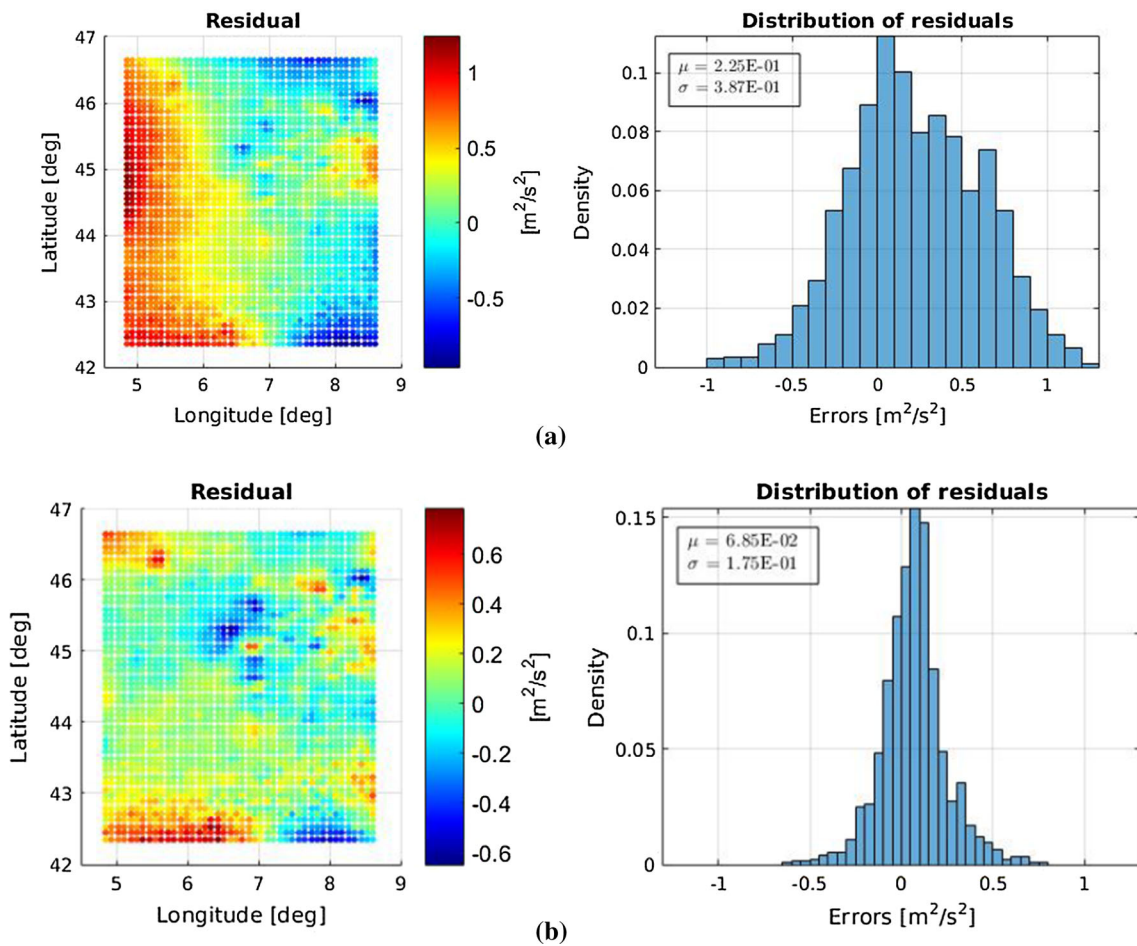 Residual
47
46
45
44
43
42
5
6
7
8
9
Latitude [deg]
Longitude [deg]
1
0.5
0
-0.5
[m²/s²]
Distribution of residuals
μ = 2.25E-01
σ = 3.87E-01
0.1
0.08
0.06
0.04
0.02
0
-1
-0.5
0
0.5
1
Density
Errors [m²/s²]
(a)
Residual
47
46
45
44
43
42
5
6
7
8
9
Latitude [deg]
Longitude [deg]
0.6
0.4
0.2
0
-0.2
-0.4
-0.6
[m²/s²]
Distribution of residuals
μ = 6.85E-02
σ = 1.75E-01
0.15
0.1
0.05
0
-1
-0.5
0
0.5
1
Density
Errors [m²/s²]
(b)